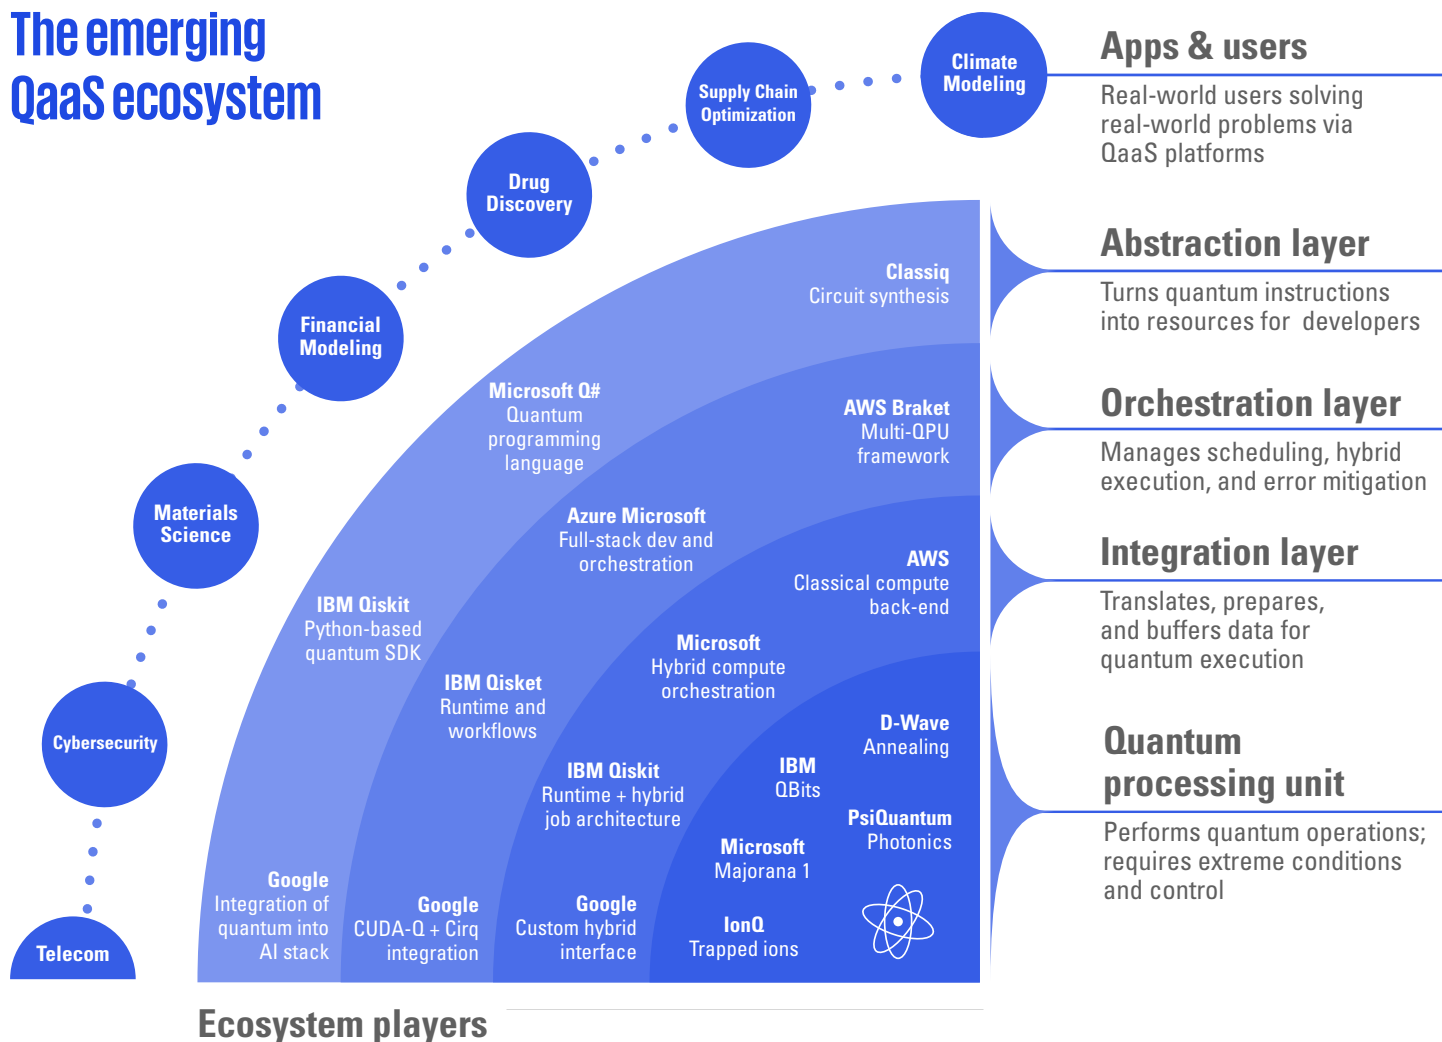 The emerging
QaaS ecosystem
Climate
Modeling
Supply Chain
Optimization
Drug
Discovery
Financial
Modeling
Materials
Science
Cybersecurity
Telecom
Apps & users
Real-world users solving
real-world problems via
QaaS platforms
Abstraction layer
Turns quantum instructions
into resources for developers
Orchestration layer
Manages scheduling, hybrid
execution, and error mitigation
Integration layer
Translates, prepares,
and buffers data for
quantum execution
Quantum
processing unit
Performs quantum operations;
requires extreme conditions
and control
Classiq
Circuit synthesis
Microsoft Q#
Quantum
programming
language
IBM Qiskit
Python-based
quantum SDK
Google
Integration of
quantum into
AI stack
AWS Braket
Multi-QPU
framework
Azure Microsoft
Full-stack dev and
orchestration
IBM Qisket
Runtime and
workflows
Google
CUDA-Q + Cirq
integration
AWS
Classical compute
back-end
Microsoft
Hybrid compute
orchestration
IBM Qiskit
Runtime + hybrid
job architecture
Google
Custom hybrid
interface
D-Wave
Annealing
IBM
QBits
PsiQuantum
Photonics
Microsoft
Majorana 1
IonQ
Trapped ions
Ecosystem players